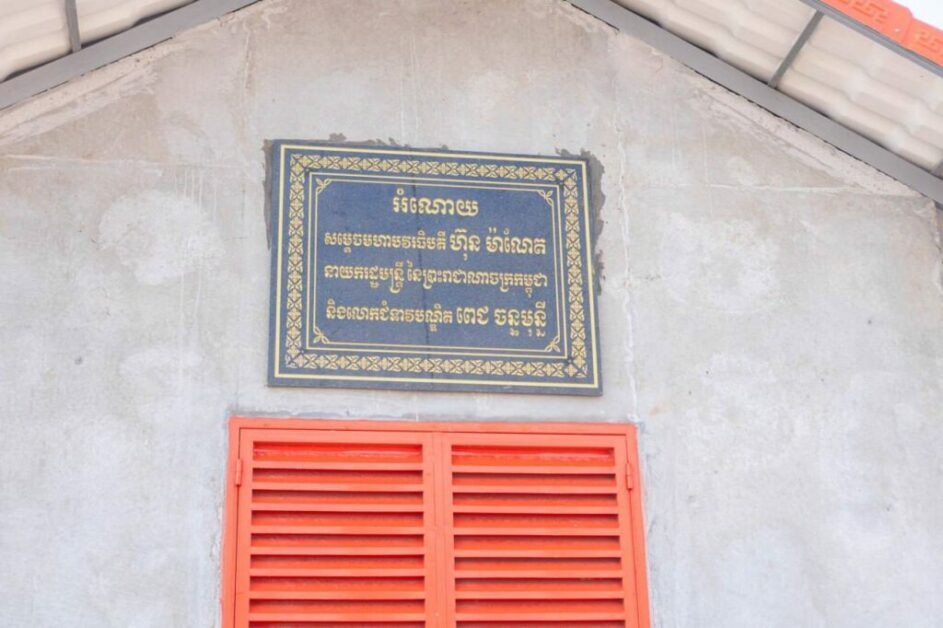 អំណោយ
សម្តេចមហាបវរធិបតី ហ៊ុន ម៉ាណែត
នាយករដ្ឋមន្ត្រី នៃព្រះរាជាណាចក្រកម្ពុជា
និងលោកជំទាវបណ្ឌិត ពេជ ចន្ទមុន្នី